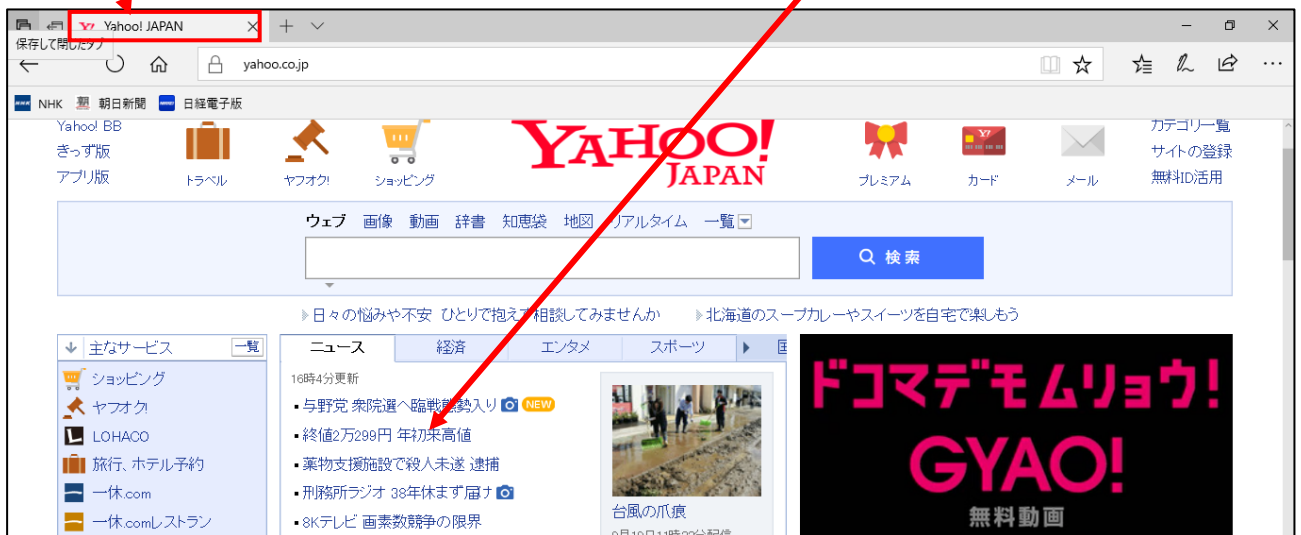 Yahoo! JAPAN
保存して閉じたタブ
yahoo.co.jp
NHK 朝日新聞 日経電子版
Yahoo! BB
きっず版
アプリ版
トラベル
ヤフオク!
ショッピング
YAHOO!
JAPAN
プレミアム
カード
メール
カテゴリ一覧
サイトの登録
無料ID活用
ウェブ 画像 動画 辞書 知恵袋 地図 リアルタイム 一覧
検索
日々の悩みや不安 ひとりで抱えず相談してみませんか 北海道のスープカレーやスイーツを自宅で楽しもう
主なサービス 一覧
ショッピング
ヤフオク!
LOHACO
旅行、ホテル予約
一休.com
一休.comレストラン
ニュース 経済 エンタメ スポーツ
16時4分更新
与野党 衆院選へ臨戦態勢入り NEW
終値2万299円 年初来高値
薬物支援施設で殺人未遂 逮捕
刑務所ラジオ 38年休まず届け
8Kテレビ 画素数競争の限界
台風の爪痕
9月19日11時22分配信
ドコマデモムリョウ!
GYAO!
無料動画